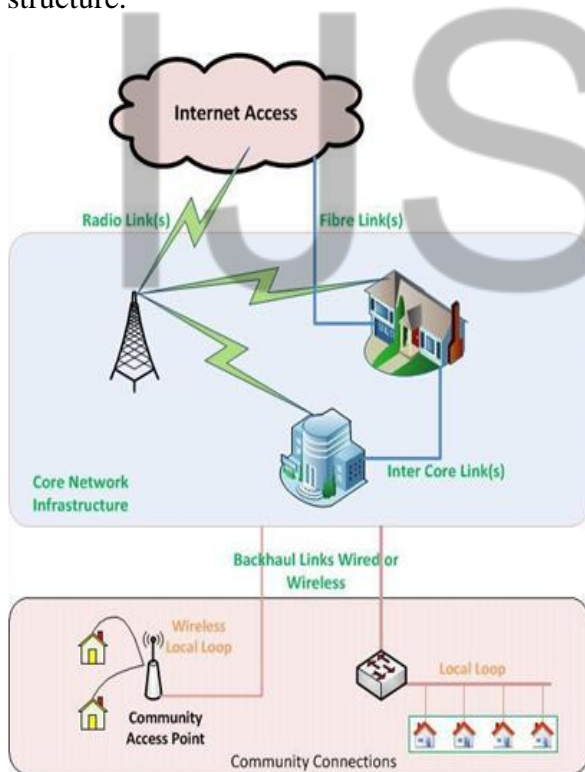 structure.
IJS
Internet Access
Radio Link(s)
Fibre Link(s)
Core Network
Infrastructure
Inter Core Link(s)
Backhaul Links Wired or
Wireless
Wireless
Local Loop
Local Loop
Community
Access Point
Community Connections